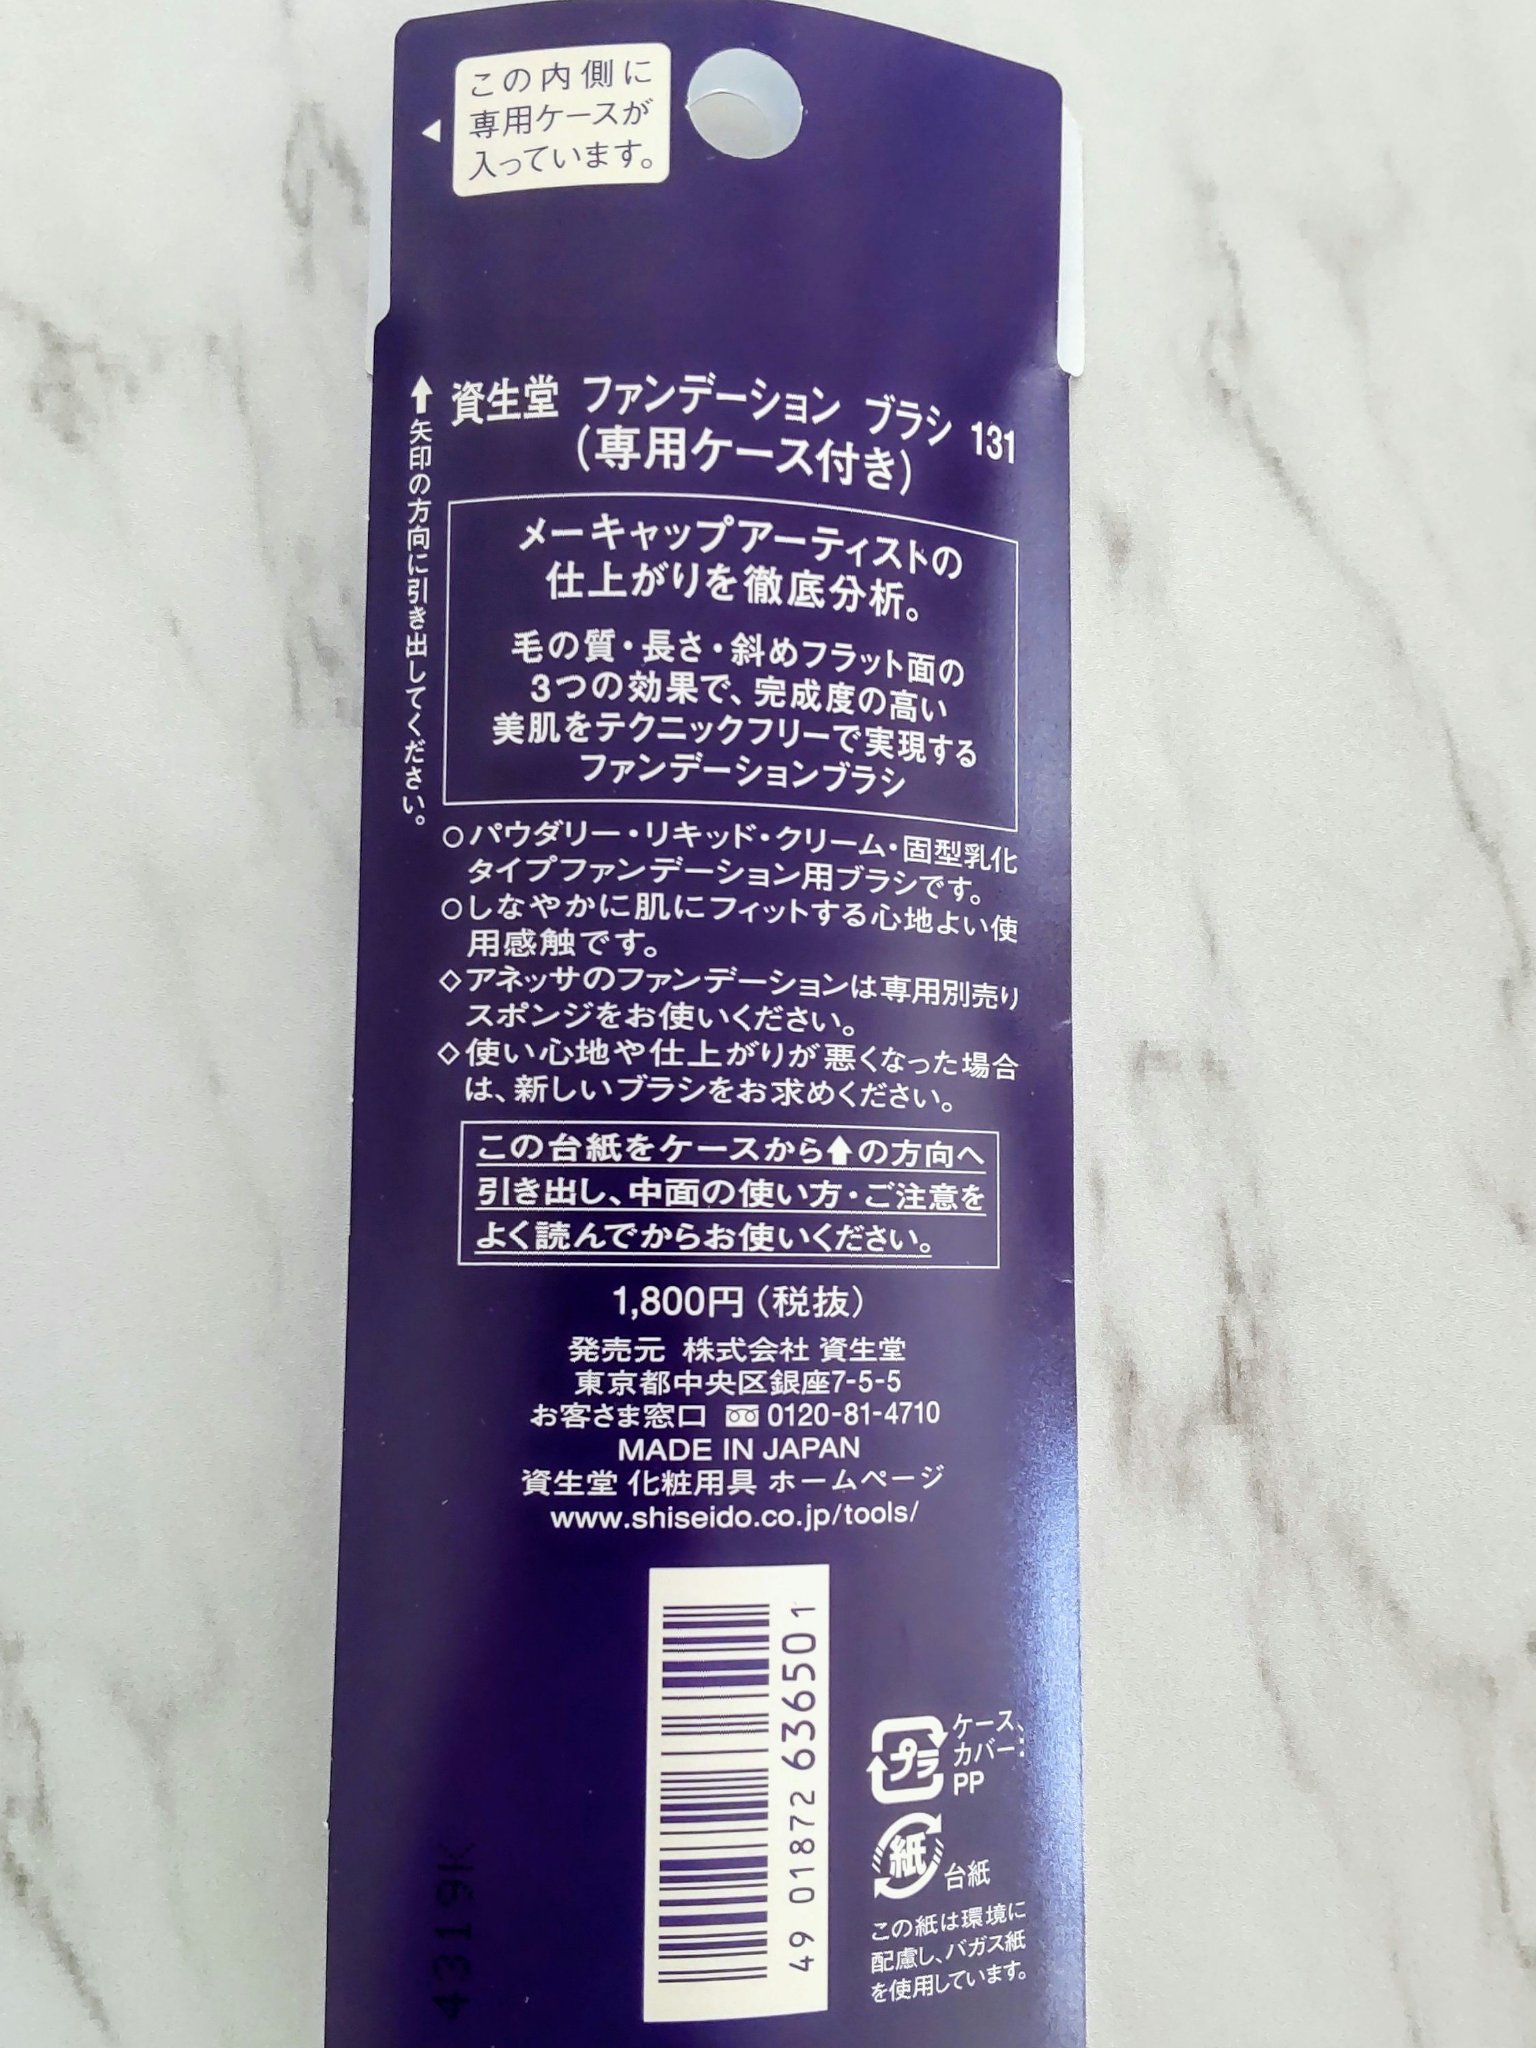 この内側に
専用ケースが
入っています。
矢印の方向に引き出してください。
資生堂 ファンデーション ブラシ 131
(専用ケース付き)
メーキャップアーティストの
仕上がりを徹底分析。
毛の質・長さ・斜めフラット面の
3つの効果で、完成度の高い
美肌をテクニックフリーで実現する
ファンデーションブラシ
○パウダリー・リキッド・クリーム・固型乳化
タイプファンデーション用ブラシです。
○しなやかに肌にフィットする心地よい使
用感触です。
◇アネッサのファンデーションは専用別売り
スポンジをお使いください。
◇使い心地や仕上がりが悪くなった場合
は、新しいブラシをお求めください。
この台紙をケースから⬆の方向へ
引き出し、中面の使い方・ご注意を
よく読んでからお使いください。
1,800円(税抜)
発売元 株式会社 資生堂
東京都中央区銀座7-5-5
お客さま窓口 0120-81-4710
MADE IN JAPAN
資生堂 化粧用具 ホームページ
www.shiseido.co.jp/tools/
49 01872 636501
プラ
ケース、
カバー:
PP
紙
台紙
この紙は環境に
配慮し、バガス紙
を使用しています。
4319K